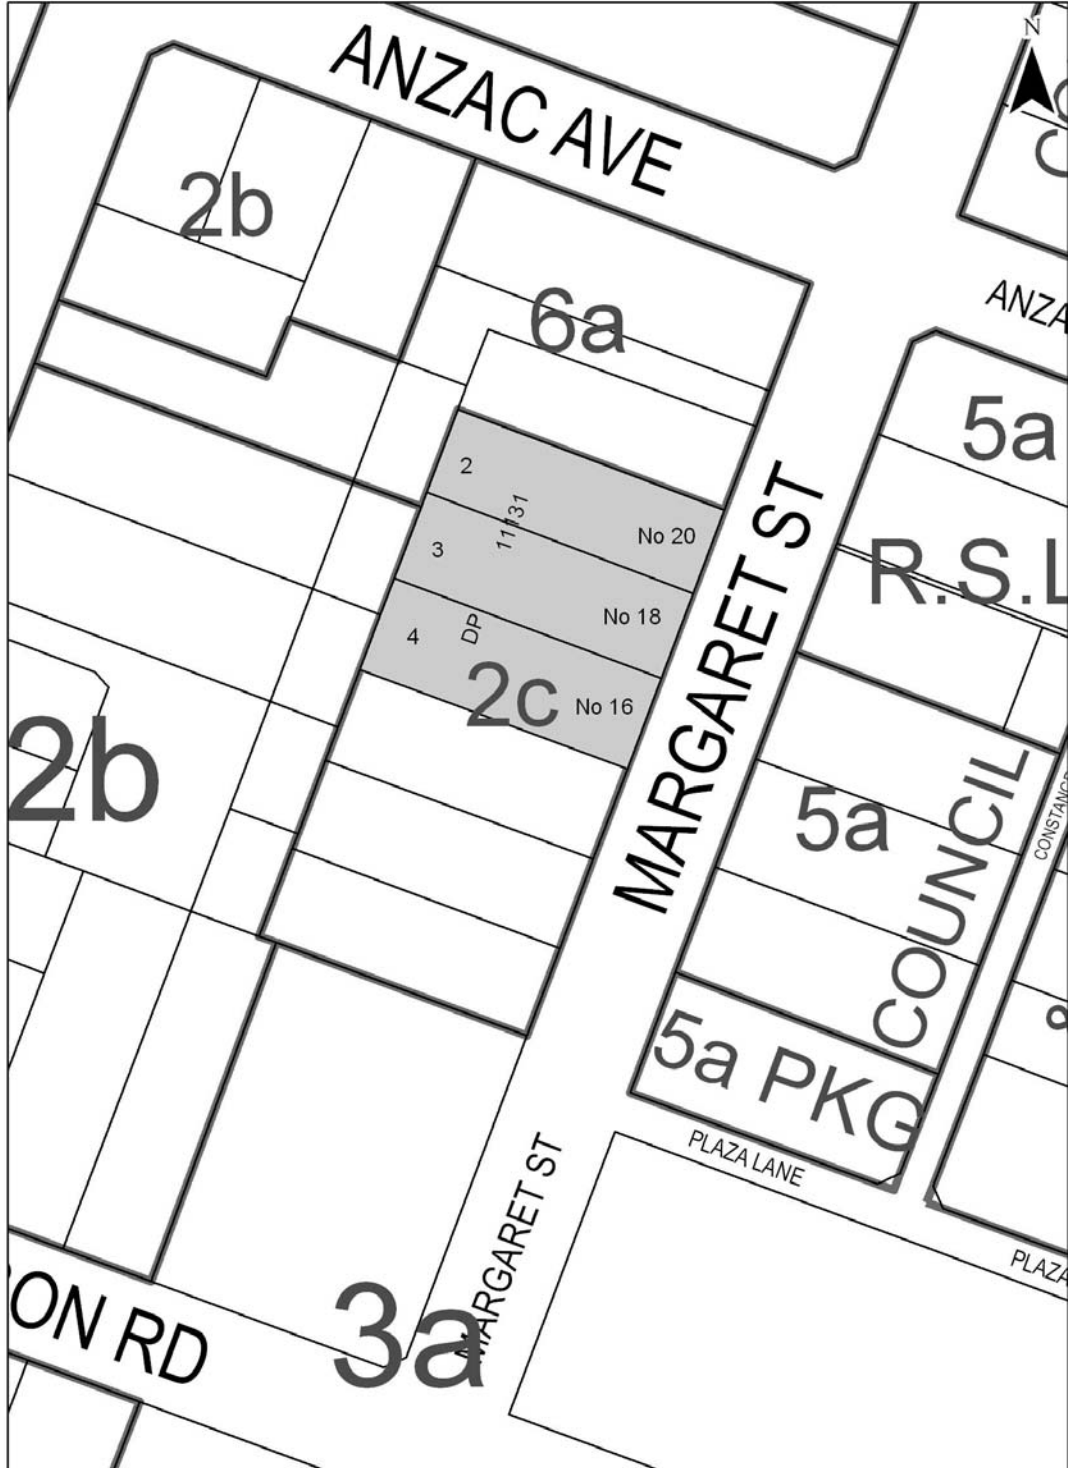 N
ANZAC AVE
2b
6a
ANZA
5a
2
11131
No 20
3
R.S.L
No 18
4
DP
2c
No 16
MARGARET ST
2b
5a
COUNCIL
CONSTANCE
&
5a PKG
PLAZA LANE
MARGARET ST
PLAZA
ON RD
3a